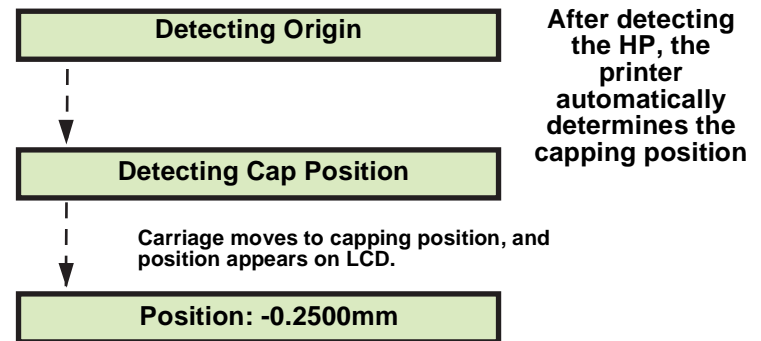 Detecting Origin
After detecting
the HP, the
printer
automatically
determines the
capping position
Detecting Cap Position
Carriage moves to capping position, and
position appears on LCD.
Position: -0.2500mm